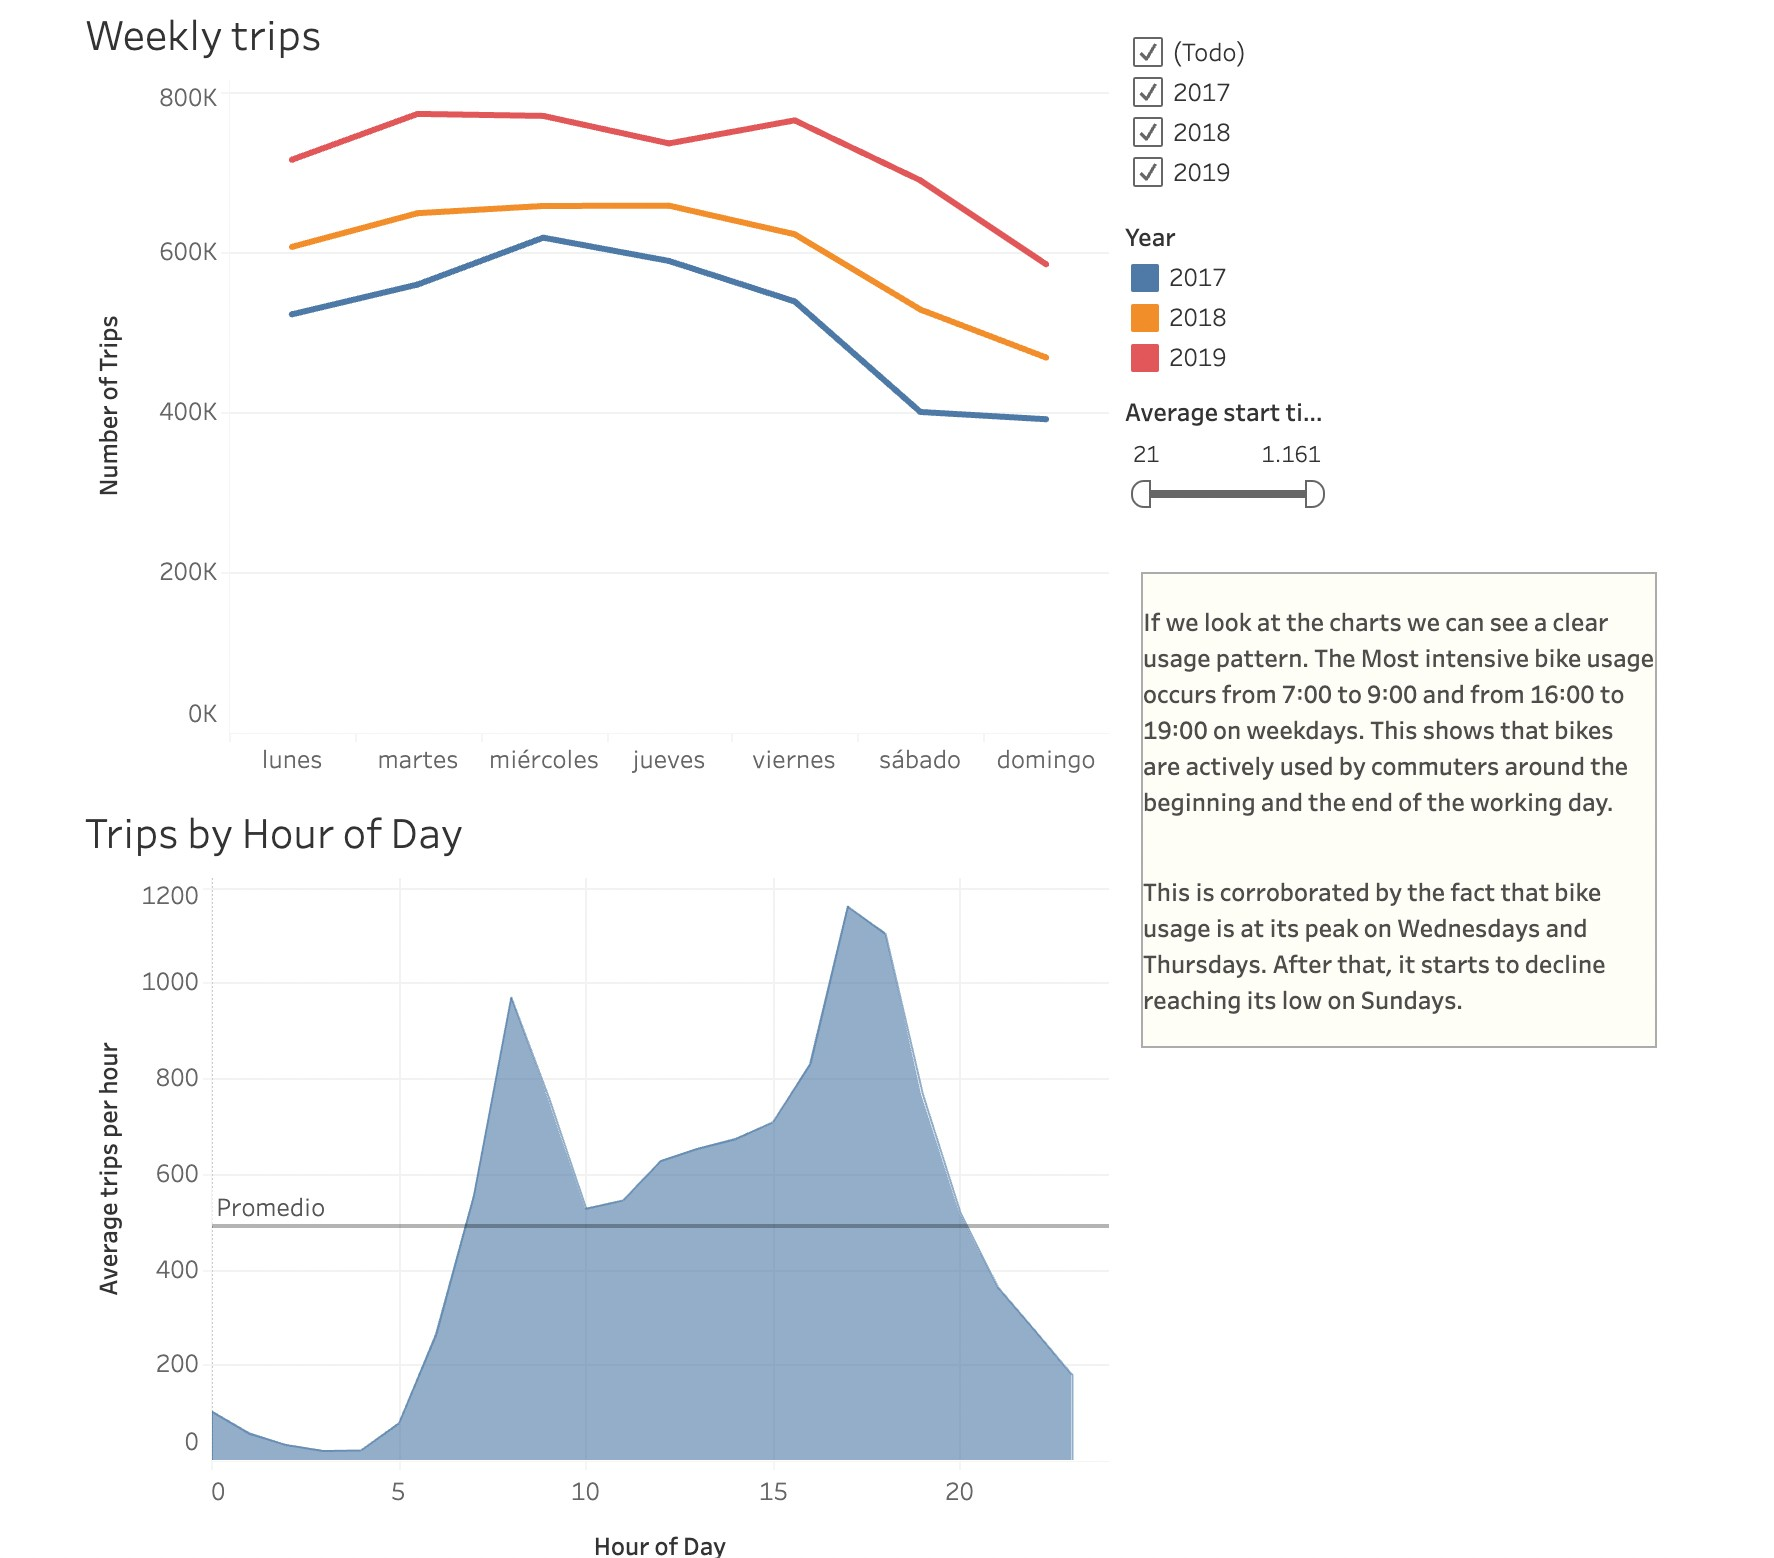 Weekly trips
800K
600K
400K
200K
0K
Number of Trips
lunes martes miércoles jueves viernes sábado domingo
(Todo)
2017
2018
2019
Year
2017
2018
2019
Average start ti...
21 1.161
If we look at the charts we can see a clear
usage pattern. The Most intensive bike usage
occurs from 7:00 to 9:00 and from 16:00 to
19:00 on weekdays. This shows that bikes
are actively used by commuters around the
beginning and the end of the working day.
This is corroborated by the fact that bike
usage is at its peak on Wednesdays and
Thursdays. After that, it starts to decline
reaching its low on Sundays.
Trips by Hour of Day
1200
1000
800
600
400
200
0
Average trips per hour
Promedio
0 5 10 15 20
Hour of Day